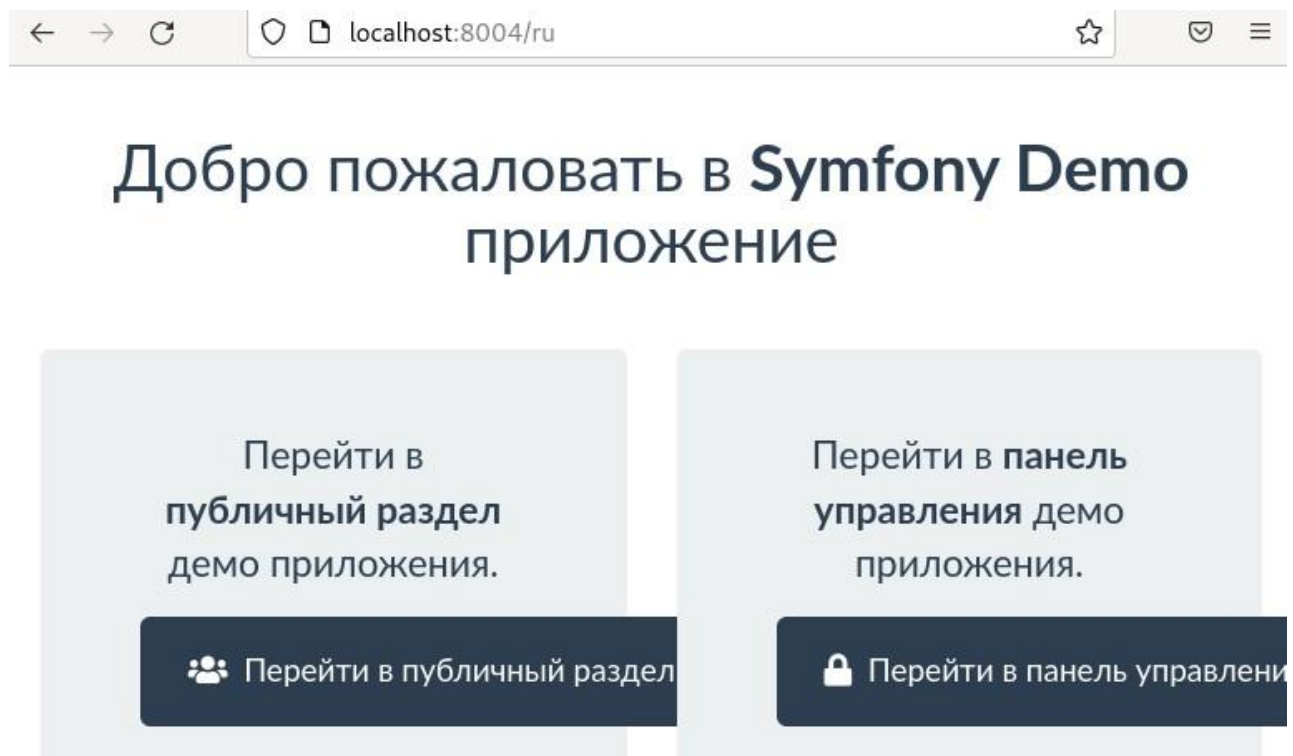 localhost:8004/ru
Добро пожаловать в Symfony Demo
приложение
Перейти в
публичный раздел
демо приложения.
Перейти в публичный раздел
Перейти в панель
управления демо
приложения.
Перейти в панель управлени